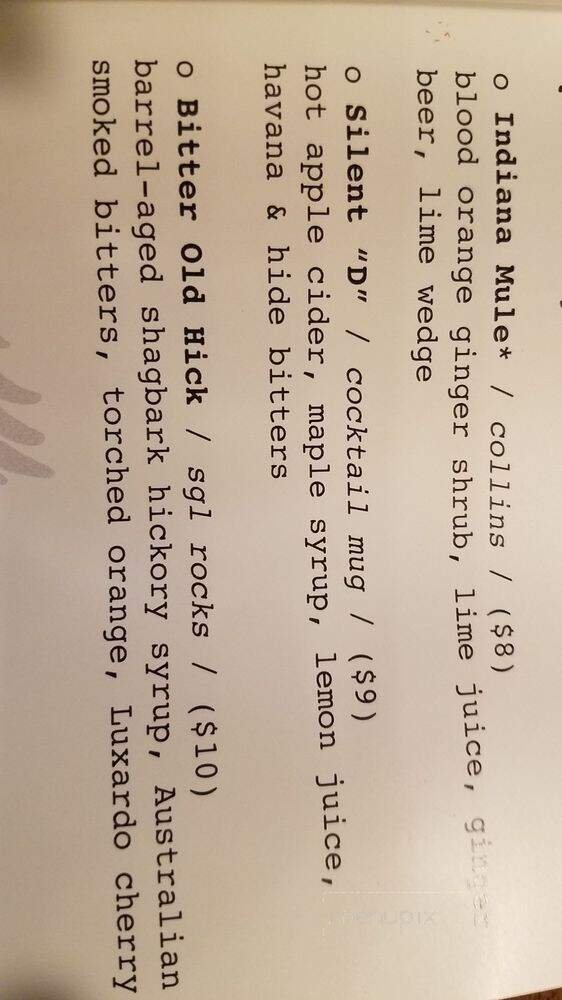 o Indiana Mule* / collins / ($8)
blood orange ginger shrub, lime juice, ginger
beer, lime wedge
o Silent "D" / cocktail mug / ($9)
hot apple cider, maple syrup, lemon juice,
havana & hide bitters
o Bitter Old Hick / sgl rocks / ($10)
barrel-aged shagbark hickory syrup, Australian
smoked bitters, torched orange, Luxardo cherry
menupix